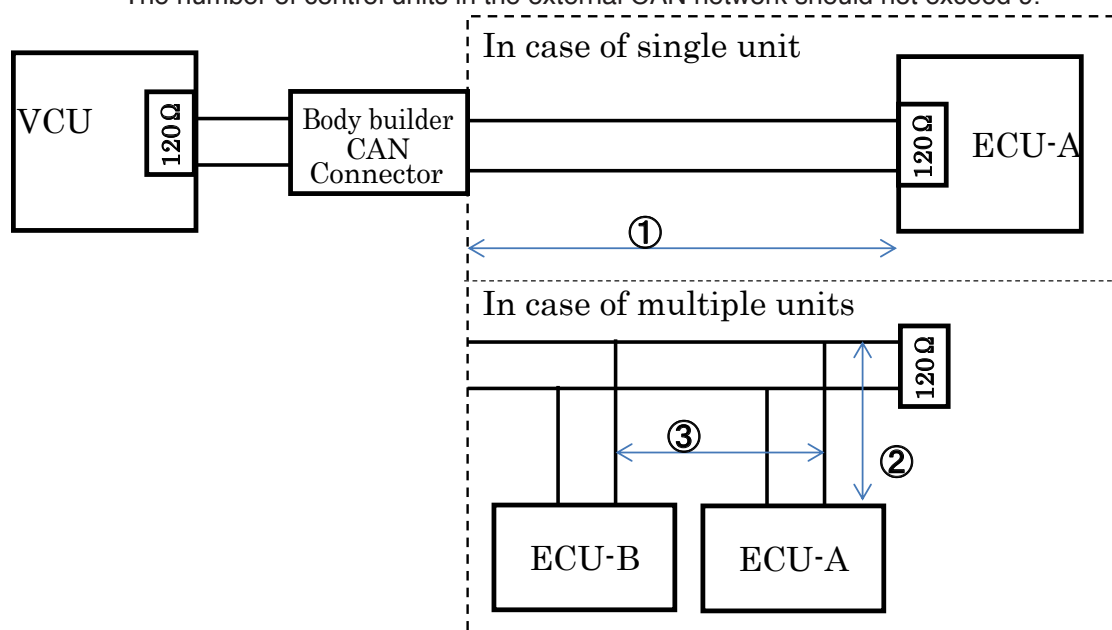 The number of control units in the external CAN network should not exceed
In case of single unit
VCU
120Ω
Body builder
CAN
Connector
120Ω
ECU-A
①
In case of multiple units
120Ω
③
②
ECU-B
ECU-A